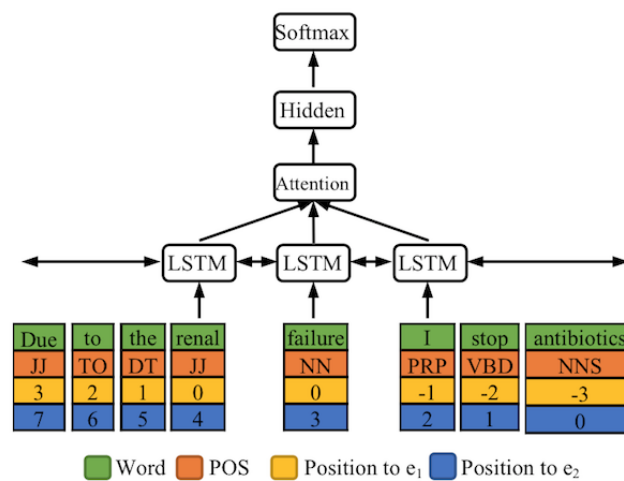 Softmax
Hidden
Attention
LSTM LSTM LSTM
Due to the renal failure I stop antibiotics
JJ TO DT JJ NN PRP VBD NNS
3 2 1 0 0 -1 -2 -3
7 6 5 4 3 2 1 0
Word POS Position to e1 Position to e2